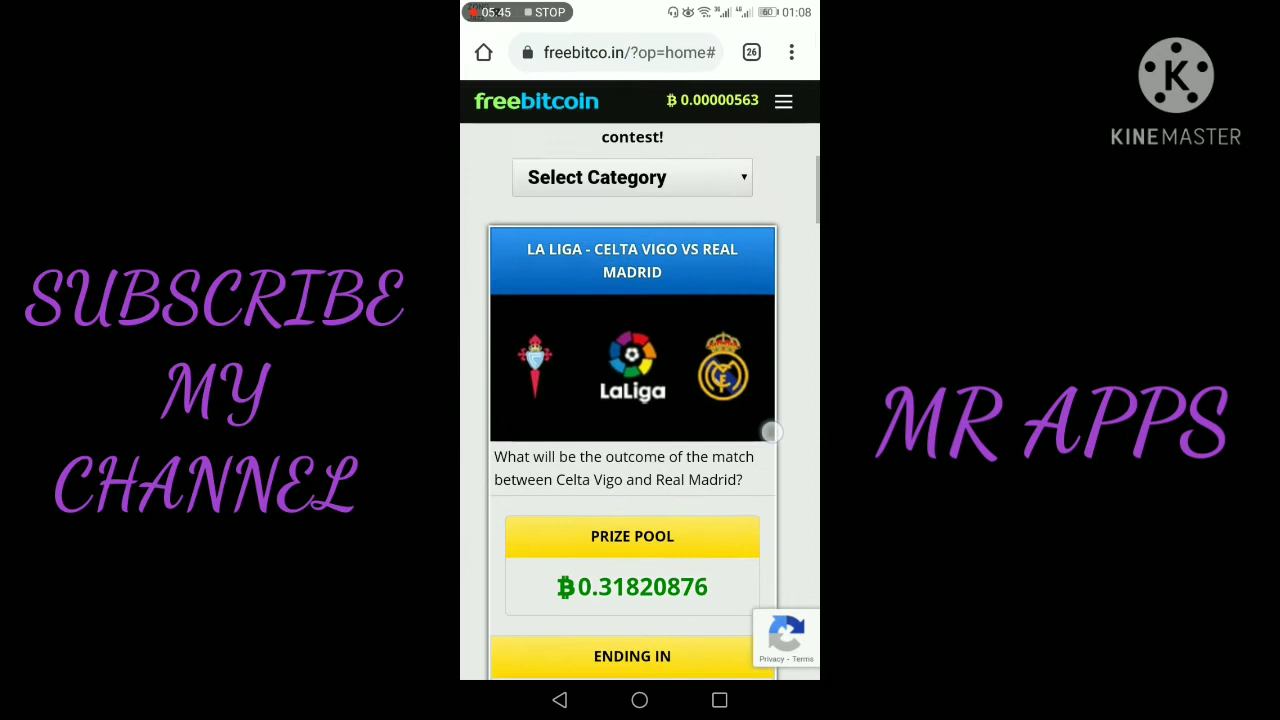 05:45 STOP
60 01:08
freebitco.in/?op=home#
26
freebitcoin
0.00000563
contest!
Select Category
LA LIGA - CELTA VIGO VS REAL
MADRID
LaLiga
What will be the outcome of the match
between Celta Vigo and Real Madrid?
PRIZE POOL
0.31820876
ENDING IN
Privacy - Terms
SUBSCRIBE
MY
CHANNEL
K
KINEMASTER
MR APPS